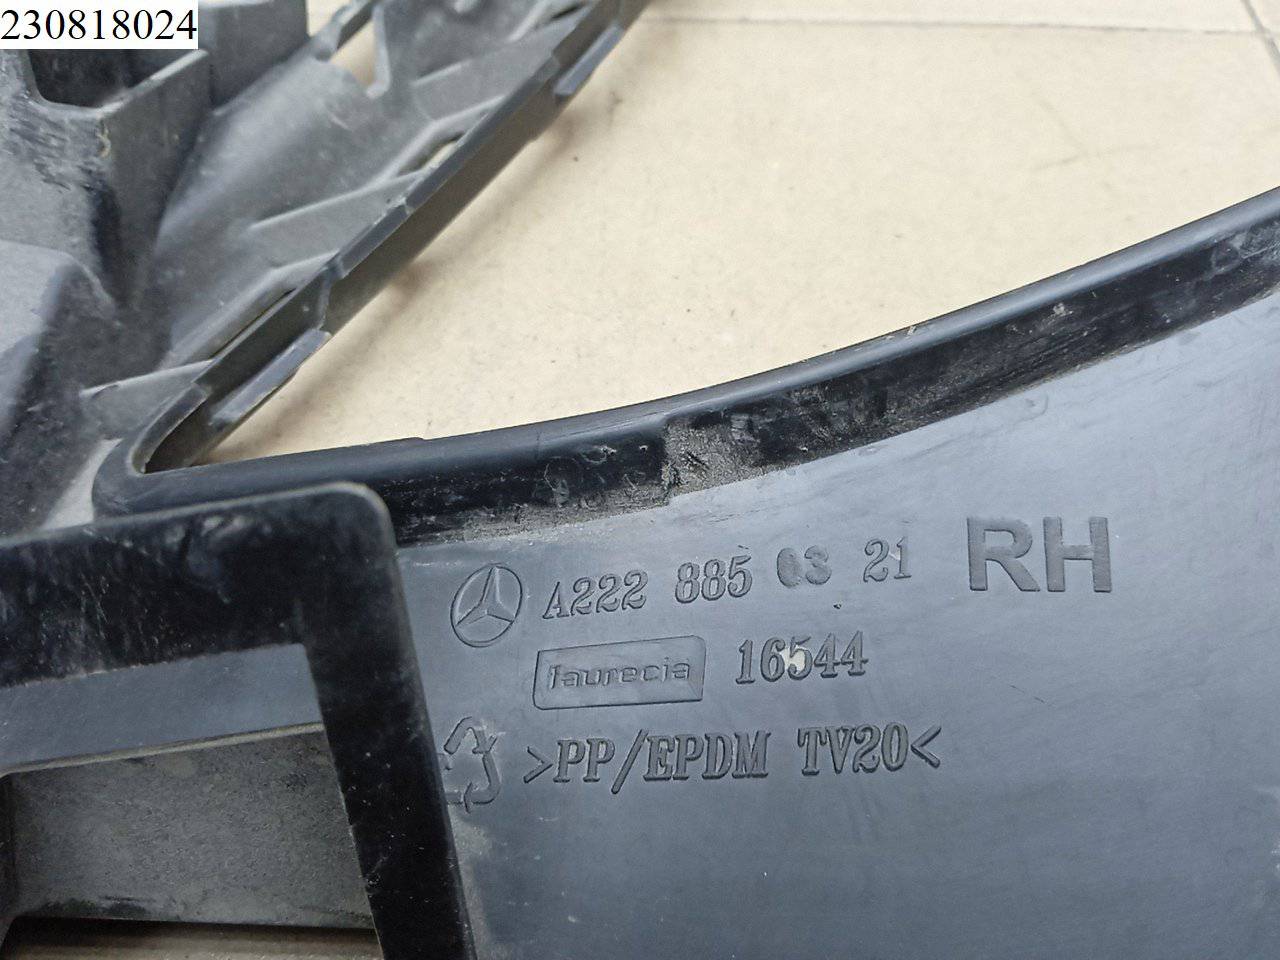 230818024
A222 885 03 21 RH
faurecia 16544
>PP/EPDM TV20<